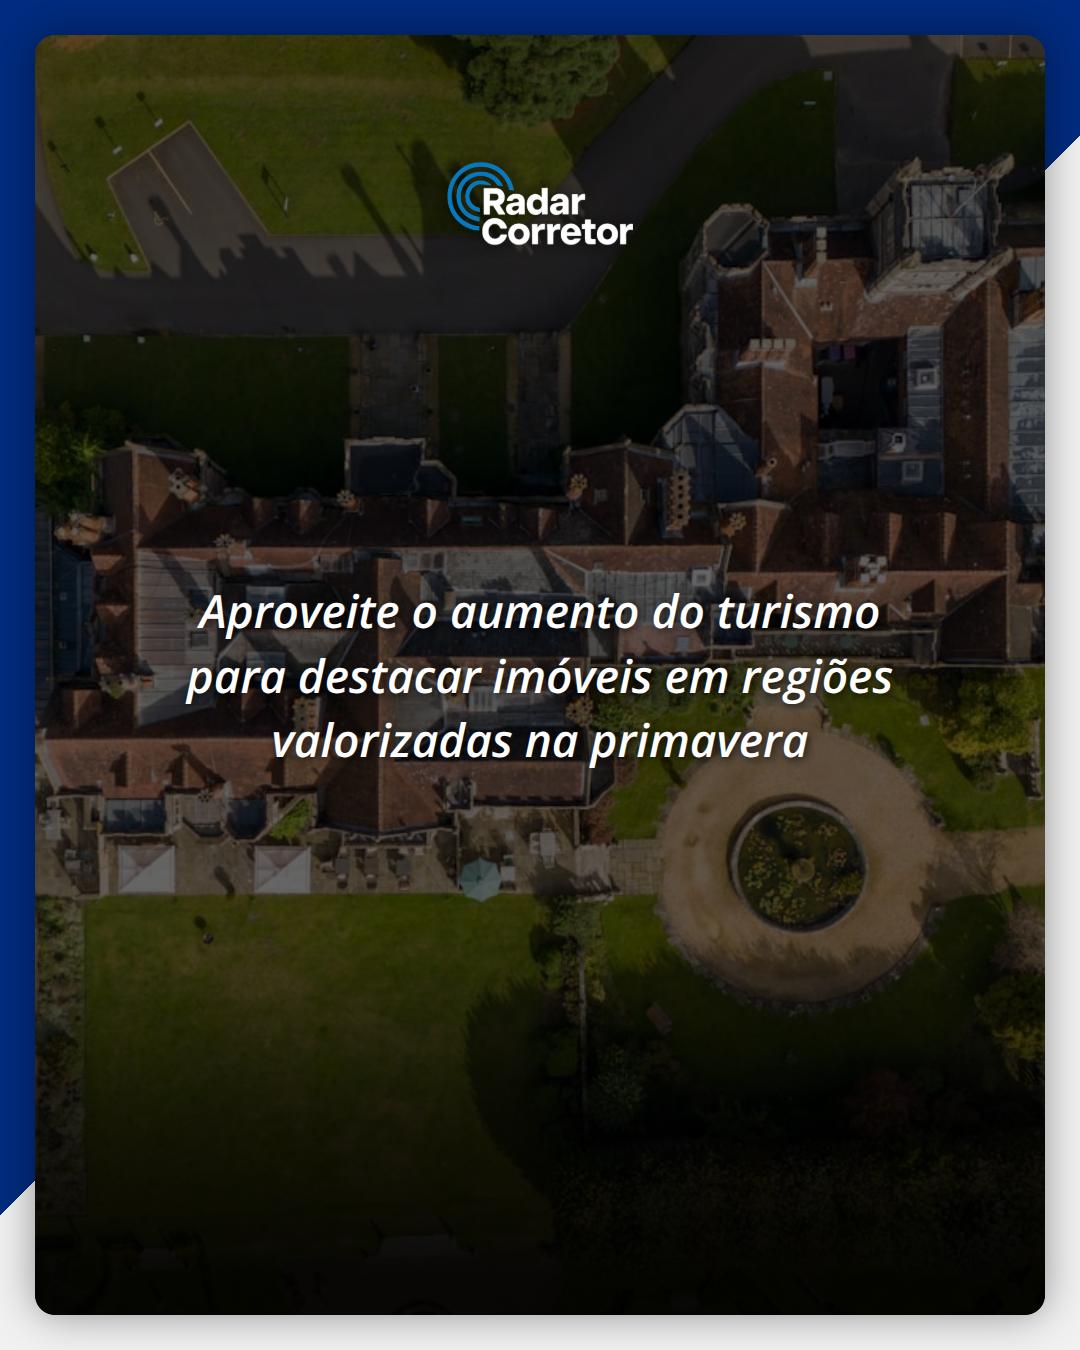 Radar
Corretor
Aproveite o aumento do turismo
para destacar imóveis em regiões
valorizadas na primavera